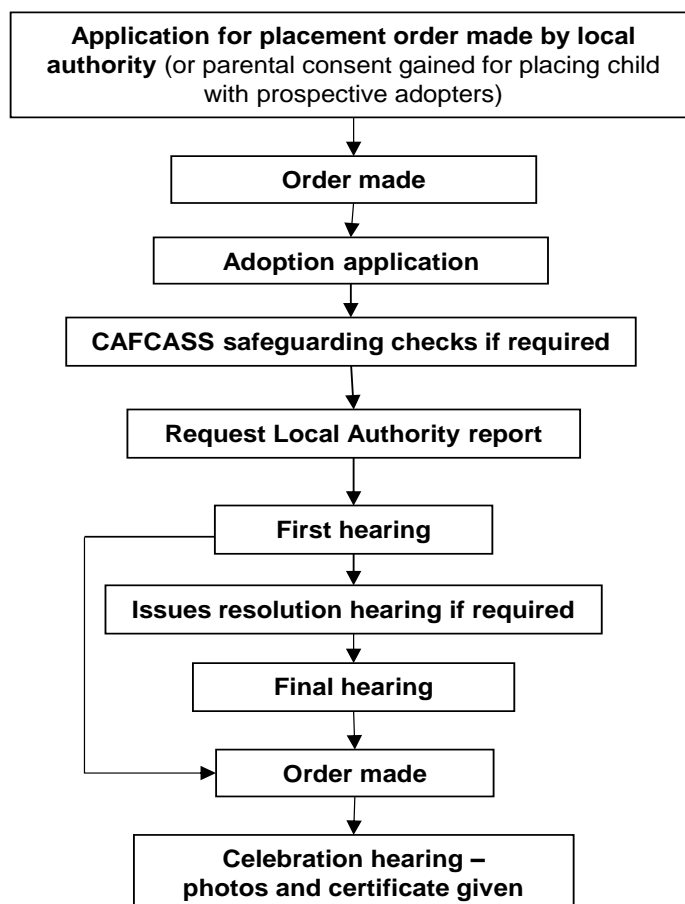 Application for placement order made by local
authority (or parental consent gained for placing child
with prospective adopters)
Order made
Adoption application
CAFCASS safeguarding checks if required
Request Local Authority report
First hearing
Issues resolution hearing if required
Final hearing
Order made
Celebration hearing –
photos and certificate given